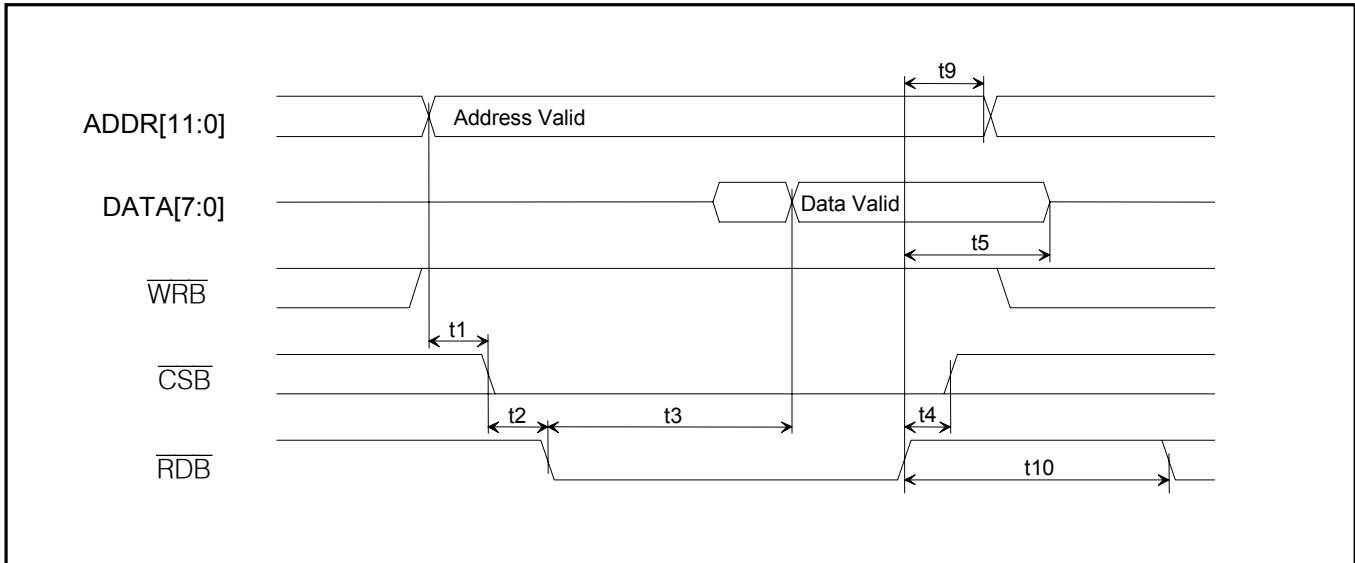 t9
ADDR[11:0]
Address Valid
DATA[7:0]
Data Valid
t5
WRB
t1
CSB
t2
t3
t4
RDB
t10